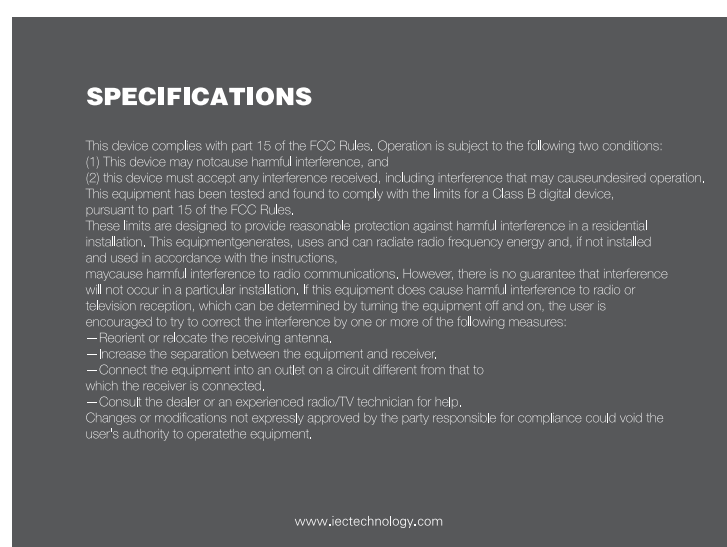 SPECIFICATIONS
This device complies with part 15 of the FCC Rules. Operation is subject to the following two conditions:
(1) This device may notcause harmful interference, and
(2) this device must accept any interference received, including interference that may causeundesired operation.
This equipment has been tested and found to comply with the limits for a Class B digital device,
pursuant to part 15 of the FCC Rules.
These limits are designed to provide reasonable protection against harmful interference in a residential
installation. This equipmentgenerates, uses and can radiate radio frequency energy and, if not installed
and used in accordance with the instructions,
maycause harmful interference to radio communications. However, there is no guarantee that interference
will not occur in a particular installation. If this equipment does cause harmful interference to radio or
television reception, which can be determined by turning the equipment off and on, the user is
encouraged to try to correct the interference by one or more of the following measures:
—Reorient or relocate the receiving antenna.
—Increase the separation between the equipment and receiver.
—Connect the equipment into an outlet on a circuit different from that to
which the receiver is connected.
—Consult the dealer or an experienced radio/TV technician for help.
Changes or modifications not expressly approved by the party responsible for compliance could void the
user's authority to operatethe equipment.
www.iectechnology.com